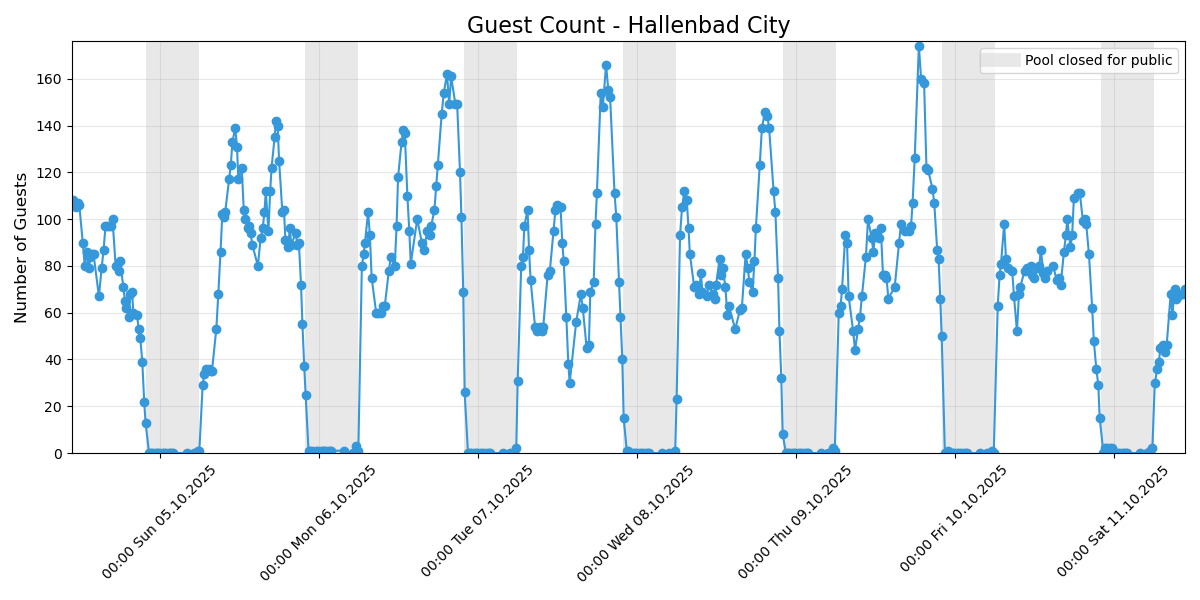 Guest Count - Hallenbad City
Pool closed for public
Number of Guests
160
140
120
100
80
60
40
20
0
00:00 Sun 05.10.2025
00:00 Mon 06.10.2025
00:00 Tue 07.10.2025
00:00 Wed 08.10.2025
00:00 Thu 09.10.2025
00:00 Fri 10.10.2025
00:00 Sat 11.10.2025